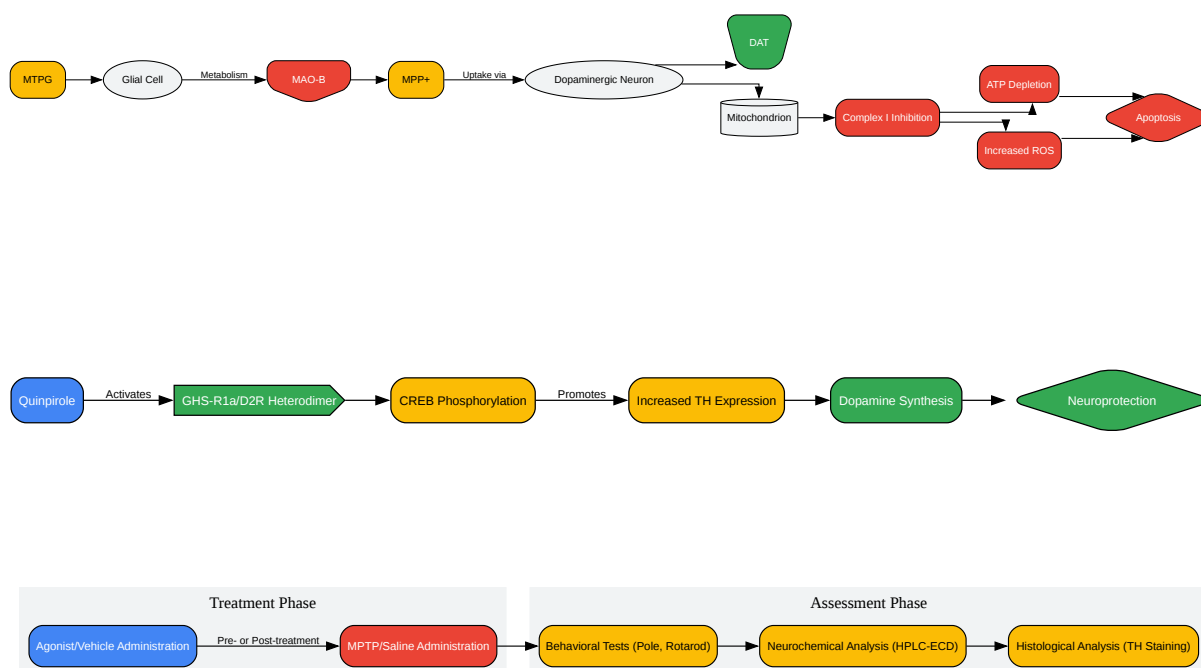 DAT
MTPG
Glial Cell
Metabolism
MAO-B
MPP+
Uptake via
Dopaminergic Neuron
Mitochondrion
Complex I Inhibition
ATP Depletion
Increased ROS
Apoptosis
Quinpirole
Activates
GHS-R1a/D2R Heterodimer
CREB Phosphorylation
Promotes
Increased TH Expression
Dopamine Synthesis
Neuroprotection
Treatment Phase
Agonist/Vehicle Administration
Pre- or Post-treatment
MPTP/Saline Administration
Assessment Phase
Behavioral Tests (Pole, Rotarod)
Neurochemical Analysis (HPLC-ECD)
Histological Analysis (TH Staining)